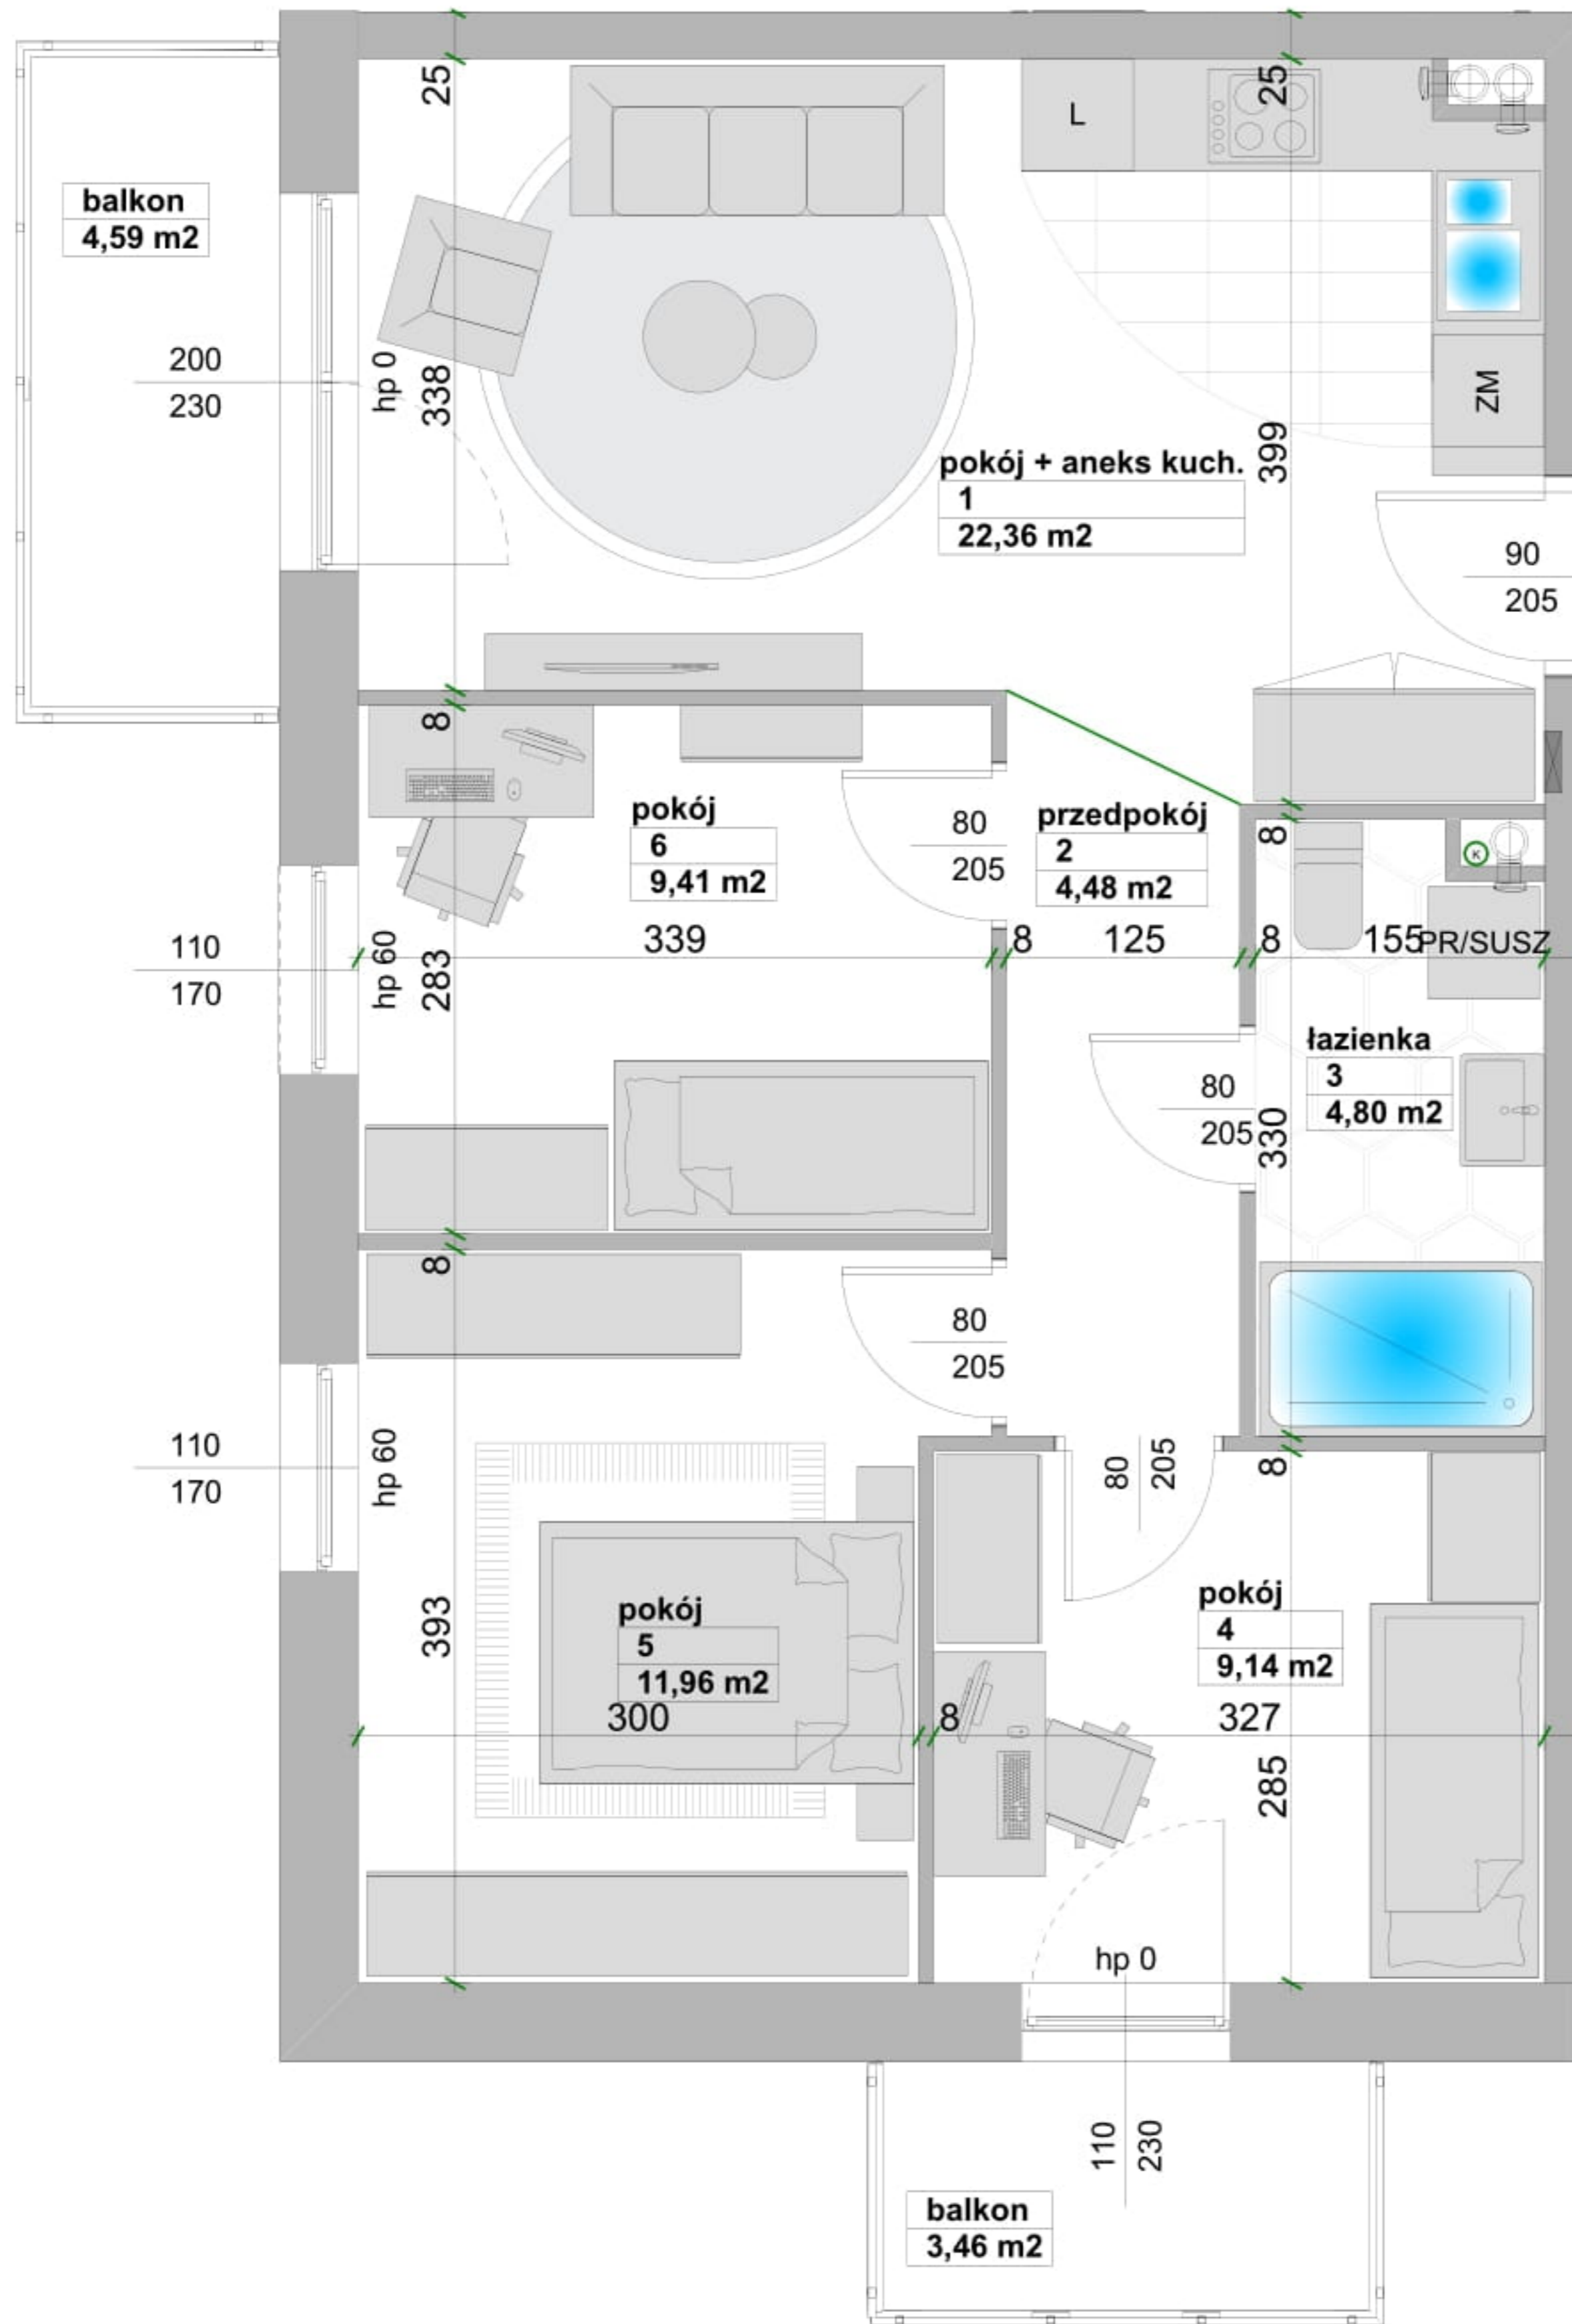 25
25
L
balkon
4,59 m2
200
230
hp 0
338
ZM
399
pokój + aneks kuch.
1
22,36 m2
90
205
8
pokój
6
9,41 m2
80
205
przedpokój
2
4,48 m2
8
K
339
8
125
8
155
PR/SUSZ
110
170
hp 60
283
łazienka
3
4,80 m2
80
205
330
8
80
205
110
170
hp 60
80
205
8
393
pokój
5
11,96 m2
pokój
4
9,14 m2
300
8
327
285
hp 0
110
230
balkon
3,46 m2